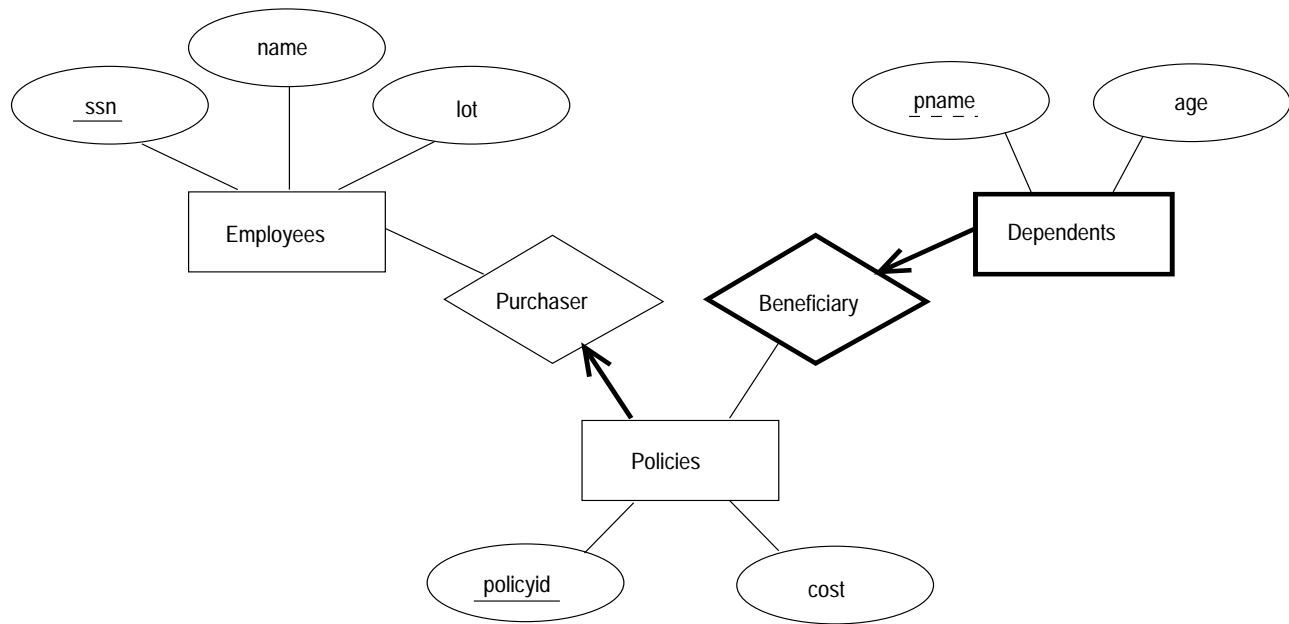 name
ssn
lot
pname
age
Employees
Dependents
Purchaser
Beneficiary
Policies
policyid
cost